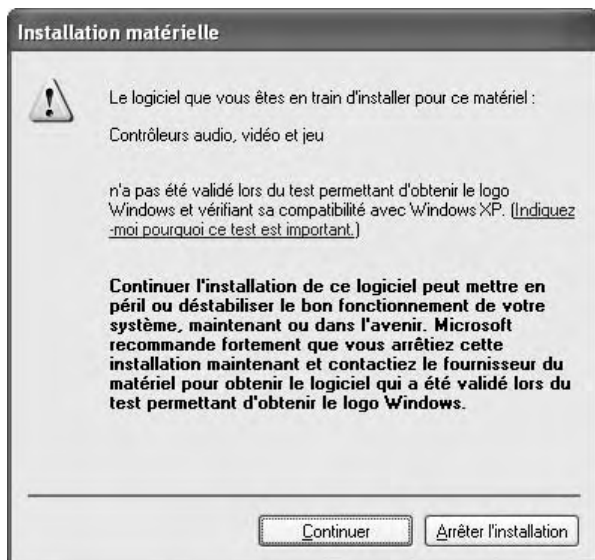 Installation matérielle
Le logiciel que vous êtes en train d'installer pour ce matériel :
Contrôleurs audio, vidéo et jeu
n'a pas été validé lors du test permettant d'obtenir le logo
Windows et vérifiant sa compatibilité avec Windows XP. (Indiquez
-moi pourquoi ce test est important.)
Continuer l'installation de ce logiciel peut mettre en
péril ou déstabiliser le bon fonctionnement de votre
système, maintenant ou dans l'avenir. Microsoft
recommande fortement que vous arrêtiez cette
installation maintenant et contactiez le fournisseur du
matériel pour obtenir le logiciel qui a été validé lors du
test permettant d'obtenir le logo Windows.
Continuer
Arrêter l'installation